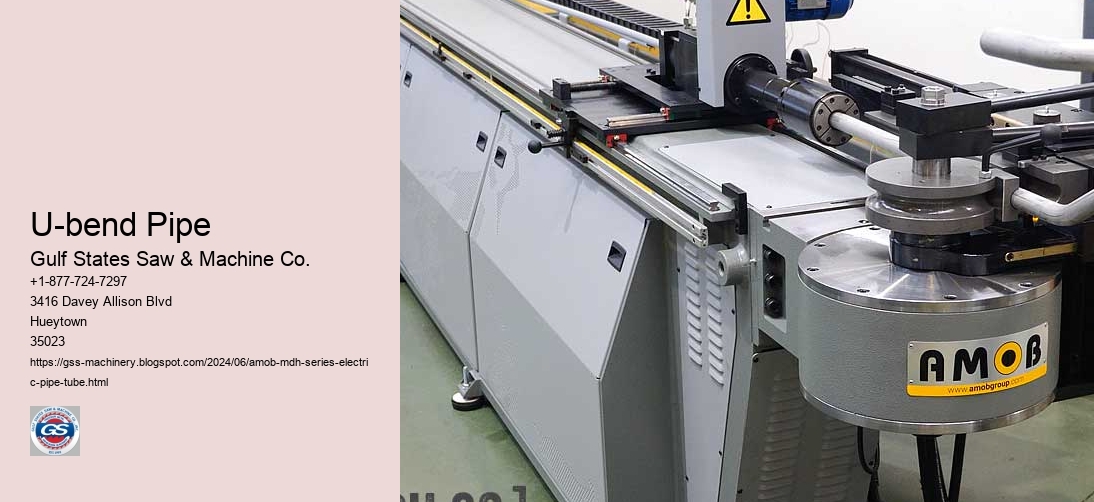 U-bend Pipe
Gulf States Saw & Machine Co.
+1-877-724-7297
3416 Davey Allison Blvd
Hueytown
35023
https://gss-machinery.blogspot.com/2024/06/amob-mdh-series-electri
c-pipe-tube.html
GS
AMOB
www.amobgroup.com